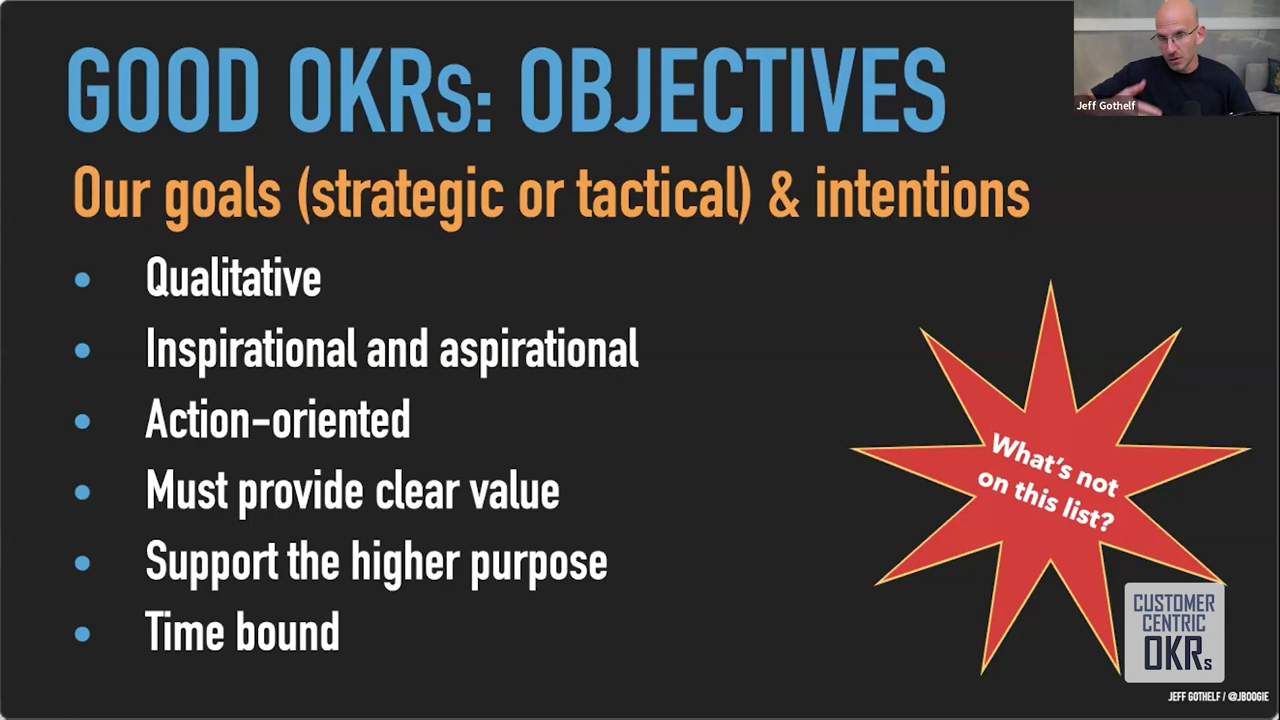 GOOD OKRs: OBJECTIVES
Jeff Gothelf
Our goals (strategic or tactical) & intentions
• Qualitative
• Inspirational and aspirational
• Action-oriented
• Must provide clear value
• Support the higher purpose
• Time bound
What's not
on this list?
CUSTOMER
CENTRIC
OKRs
JEFF GOTHELF / @JBOOGIE